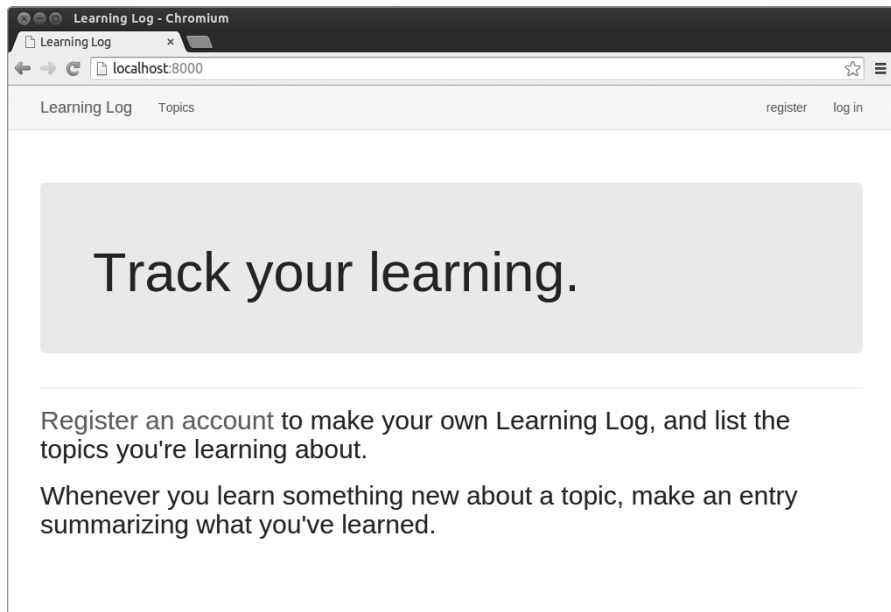 Learning Log - Chromium
Learning Log
localhost:8000
Learning Log Topics register log in
Track your learning.
Register an account to make your own Learning Log, and list the
topics you're learning about.
Whenever you learn something new about a topic, make an entry
summarizing what you've learned.